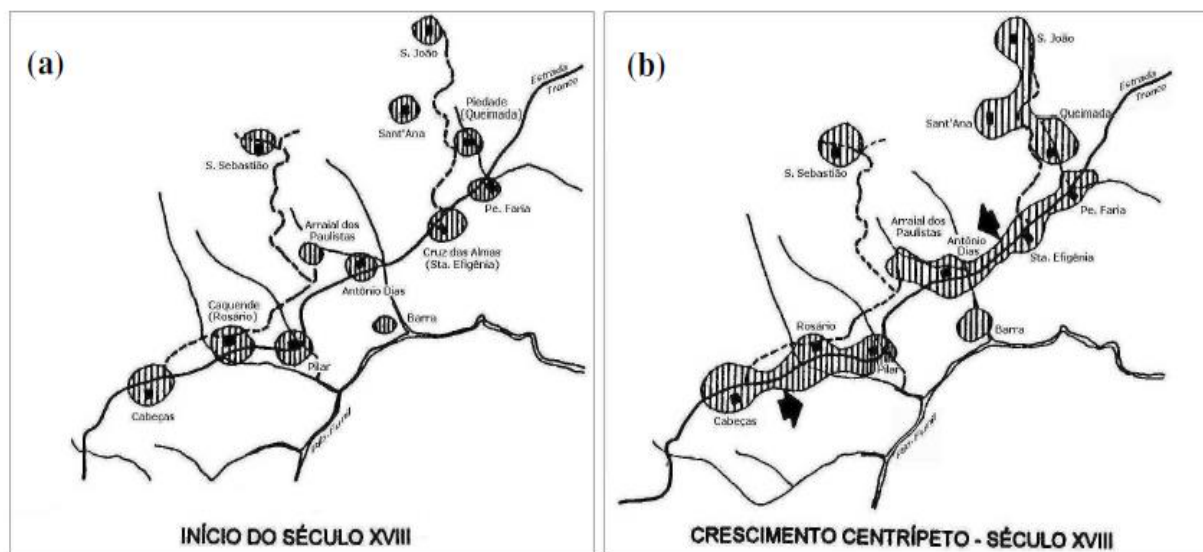 (a)
S. João
Estrada
Tronco
Piedade
(Queimada)
Sant'Ana
S. Sebastião
Pe. Faria
Arraial dos
Paulistas
Cruz das Almas
(Sta. Efigênia)
Antônio Dias
Caquende
(Rosário)
Barra
Pilar
Cabeças
INÍCIO DO SÉCULO XVIII
(b)
S. João
Estrada
Tronco
Sant'Ana
Queimada
S. Sebastião
Pe. Faria
Arraial dos
Paulistas
Antônio
Dias
Sta. Efigênia
Rosário
Barra
Pilar
Cabeças
CRESCIMENTO CENTRÍPETO - SÉCULO XVIII